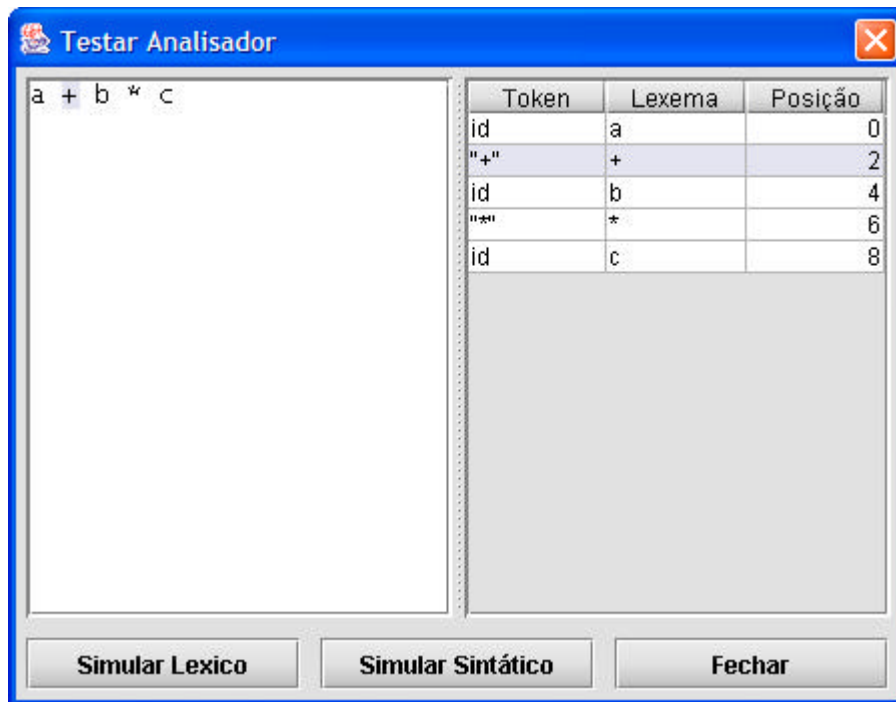 Testar Analisador
a + b * c
Token Lexema Posição
id a 0
"+" + 2
id b 4
"*" * 6
id c 8
Simular Lexico Simular Sintático Fechar